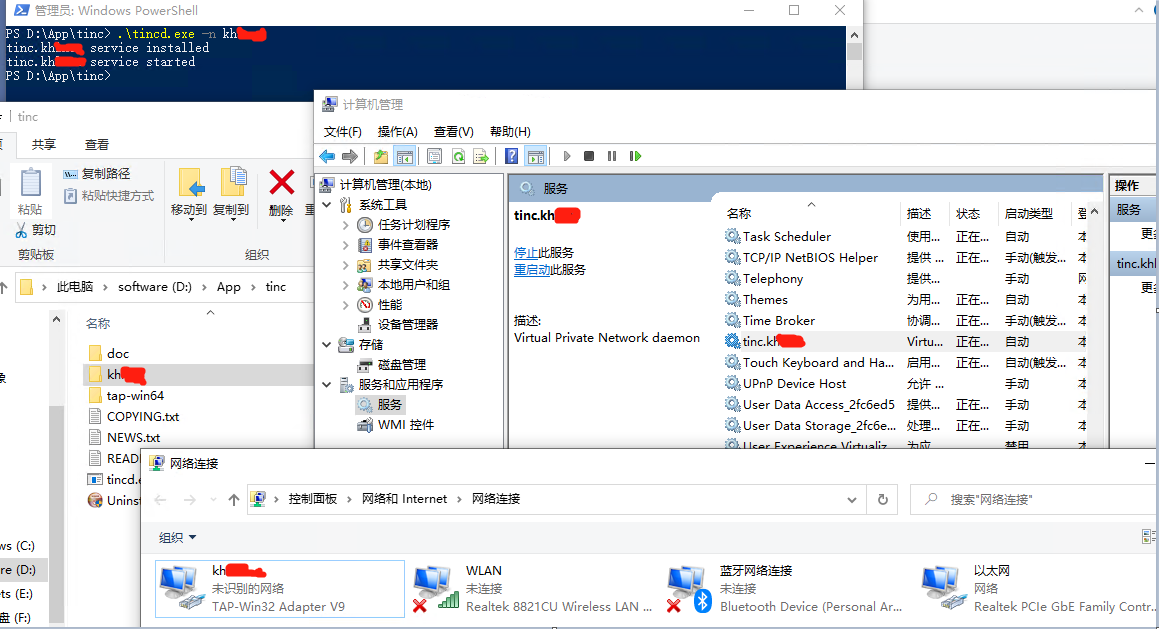 管理员: Windows PowerShell
PS D:\App\tinc> .\tincd.exe -n kh
tinc.kh service installed
tinc.kh service started
PS D:\App\tinc>
tinc
共享
查看
粘贴
复制路径
粘贴快捷方式
剪切
剪贴板
移动到
复制到
删除
组织
此电脑
software (D:)
App
tinc
名称
doc
kh
tap-win64
COPYING.txt
NEWS.txt
READ
tincd.e
Unins
ws (C:)
re (D:)
ts (E:)
盘 (F:)
计算机管理
文件(F)
操作(A)
查看(V)
帮助(H)
计算机管理(本地)
系统工具
任务计划程序
事件查看器
共享文件夹
本地用户和组
性能
设备管理器
存储
磁盘管理
服务和应用程序
服务
WMI 控件
服务
tinc.kh
停止此服务
重启动此服务
描述:
Virtual Private Network daemon
名称 描述 状态 启动类型 登
Task Scheduler 使用... 正在... 自动 本
TCP/IP NetBIOS Helper 提供... 正在... 手动(触发... 本
Telephony 提供... 手动 网
Themes 为用... 正在... 自动 本
Time Broker 协调... 正在... 手动(触发... 本
tinc.kh Virtu... 正在... 自动 本
Touch Keyboard and Ha... 启用... 正在... 自动(触发... 本
UPnP Device Host 允许 ... 手动 本
User Data Access_2fc6ed5 提供... 正在... 手动 本
User Data Storage_2fc6e... 处理... 正在... 手动 本
User Experience Virtualiz 为应 禁用
操作
服务
更
tinc.khl
更
网络连接
控制面板
网络和 Internet
网络连接
搜索"网络连接"
组织
kh
未识别的网络
TAP-Win32 Adapter V9
WLAN
未连接
Realtek 8821CU Wireless LAN ...
蓝牙网络连接
未连接
Bluetooth Device (Personal Ar...
以太网
网络
Realtek PCIe GbE Family Contr...